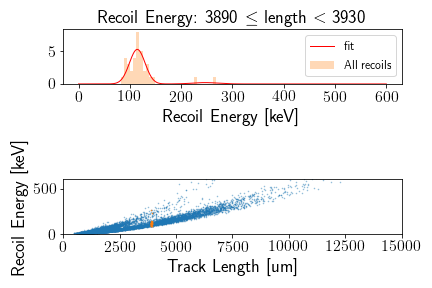 Recoil Energy: 3890 ≤ length < 3930
5
0
fit
All recoils
0 100 200 300 400 500 600
Recoil Energy [keV]
Recoil Energy [keV]
500
0
0 2500 5000 7500 10000 12500 15000
Track Length [um]